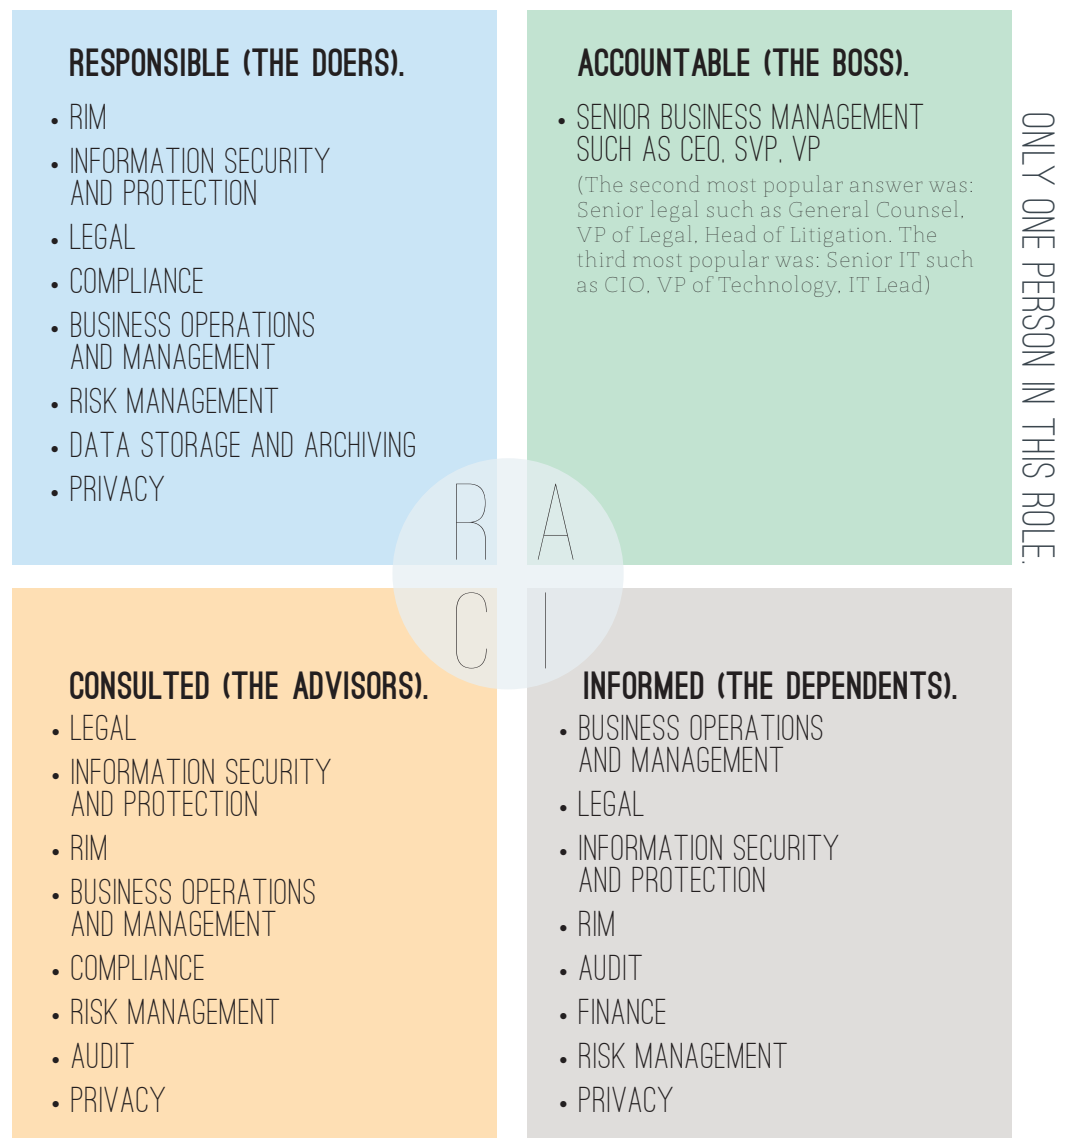 RESPONSIBLE (THE DOERS).
• RIM
• INFORMATION SECURITY
AND PROTECTION
• LEGAL
• COMPLIANCE
• BUSINESS OPERATIONS
AND MANAGEMENT
• RISK MANAGEMENT
• DATA STORAGE AND ARCHIVING
• PRIVACY
ACCOUNTABLE (THE BOSS).
• SENIOR BUSINESS MANAGEMENT
SUCH AS CEO, SVP, VP
(The second most popular answer was:
Senior legal such as General Counsel,
VP of Legal, Head of Litigation. The
third most popular was: Senior IT such
as CIO, VP of Technology, IT Lead)
ONLY ONE PERSON IN THIS ROLE.
R A
C I
CONSULTED (THE ADVISORS).
• LEGAL
• INFORMATION SECURITY
AND PROTECTION
• RIM
• BUSINESS OPERATIONS
AND MANAGEMENT
• COMPLIANCE
• RISK MANAGEMENT
• AUDIT
• PRIVACY
INFORMED (THE DEPENDENTS).
• BUSINESS OPERATIONS
AND MANAGEMENT
• LEGAL
• INFORMATION SECURITY
AND PROTECTION
• RIM
• AUDIT
• FINANCE
• RISK MANAGEMENT
• PRIVACY